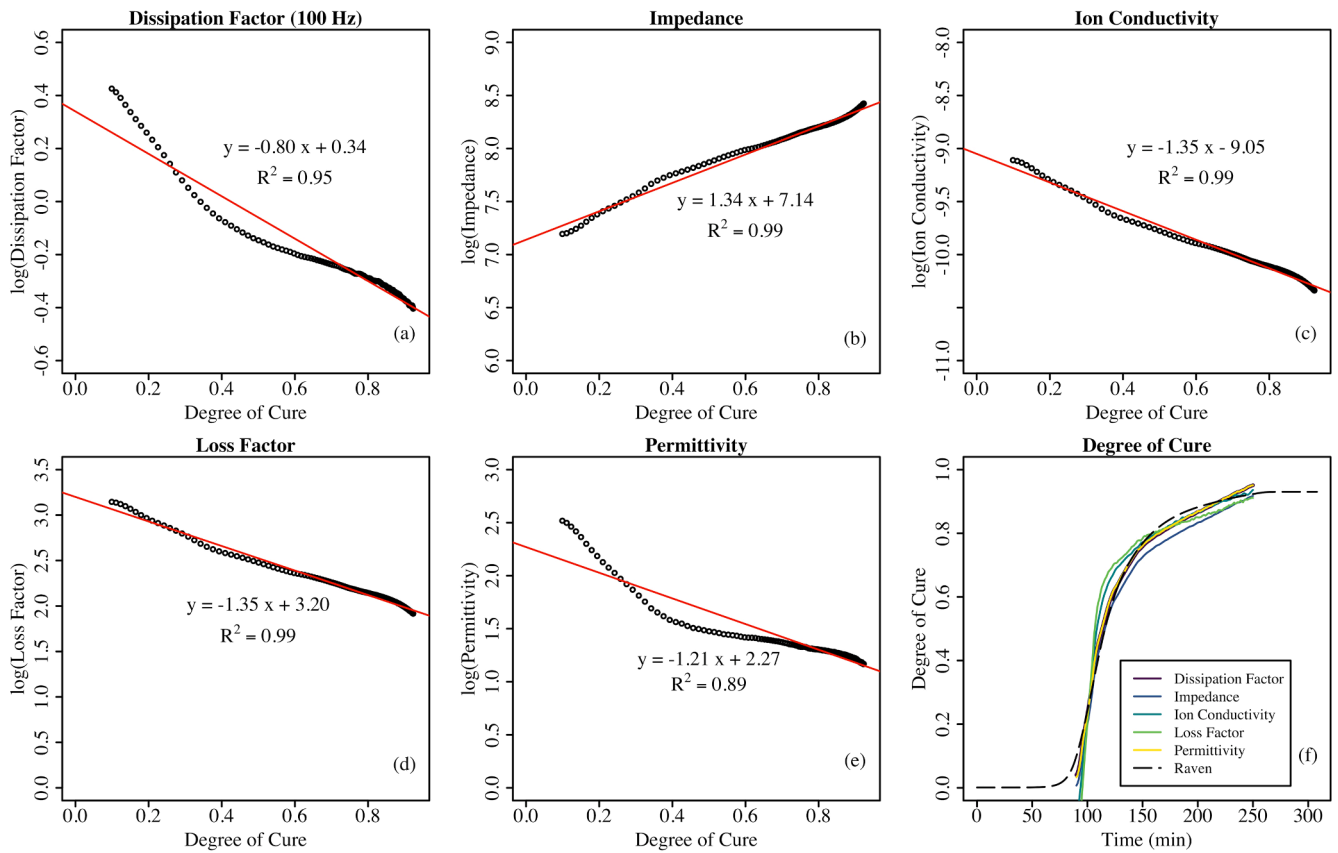 Dissipation Factor (100 Hz)
log(Dissipation Factor)
0.6
0.4
0.2
0.0
-0.2
-0.4
-0.6
y = -0.80 x + 0.34
R² = 0.95
(a)
0.0 0.2 0.4 0.6 0.8
Degree of Cure
Impedance
log(Impedance)
9.0
8.5
8.0
7.5
7.0
6.5
6.0
y = 1.34 x + 7.14
R² = 0.99
(b)
0.0 0.2 0.4 0.6 0.8
Degree of Cure
Ion Conductivity
log(Ion Conductivity)
-8.0
-8.5
-9.0
-9.5
-10.0
-11.0
y = -1.35 x - 9.05
R² = 0.99
(c)
0.0 0.2 0.4 0.6 0.8
Degree of Cure
Loss Factor
log(Loss Factor)
3.5
3.0
2.5
2.0
1.5
1.0
0.5
0.0
y = -1.35 x + 3.20
R² = 0.99
(d)
0.0 0.2 0.4 0.6 0.8
Degree of Cure
Permittivity
log(Permittivity)
3.0
2.5
2.0
1.5
1.0
0.5
0.0
y = -1.21 x + 2.27
R² = 0.89
(e)
0.0 0.2 0.4 0.6 0.8
Degree of Cure
Degree of Cure
Degree of Cure
1.0
0.8
0.6
0.4
0.2
0.0
Dissipation Factor
Impedance
Ion Conductivity
Loss Factor
Permittivity
Raven
(f)
0 50 100 150 200 250 300
Time (min)